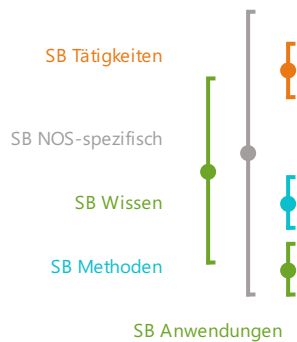 SB Tätigkeiten
SB NOS-spezifisch
SB Wissen
SB Methoden
SB Anwendungen